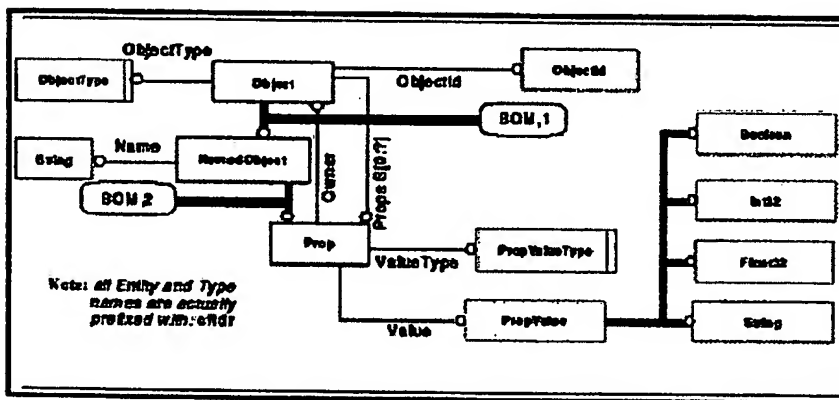 ObjectType
ObjectType
Object
ObjectId
ObjectId
BOM,1
Boolean
String
Name
NamedObject
Owner
Props S[0:?]
BOM,2
Int32
Prop
ValueType
PropValueType
Note: all Entity and Type
names are actually
prefixed with:
Value
PropValue
String